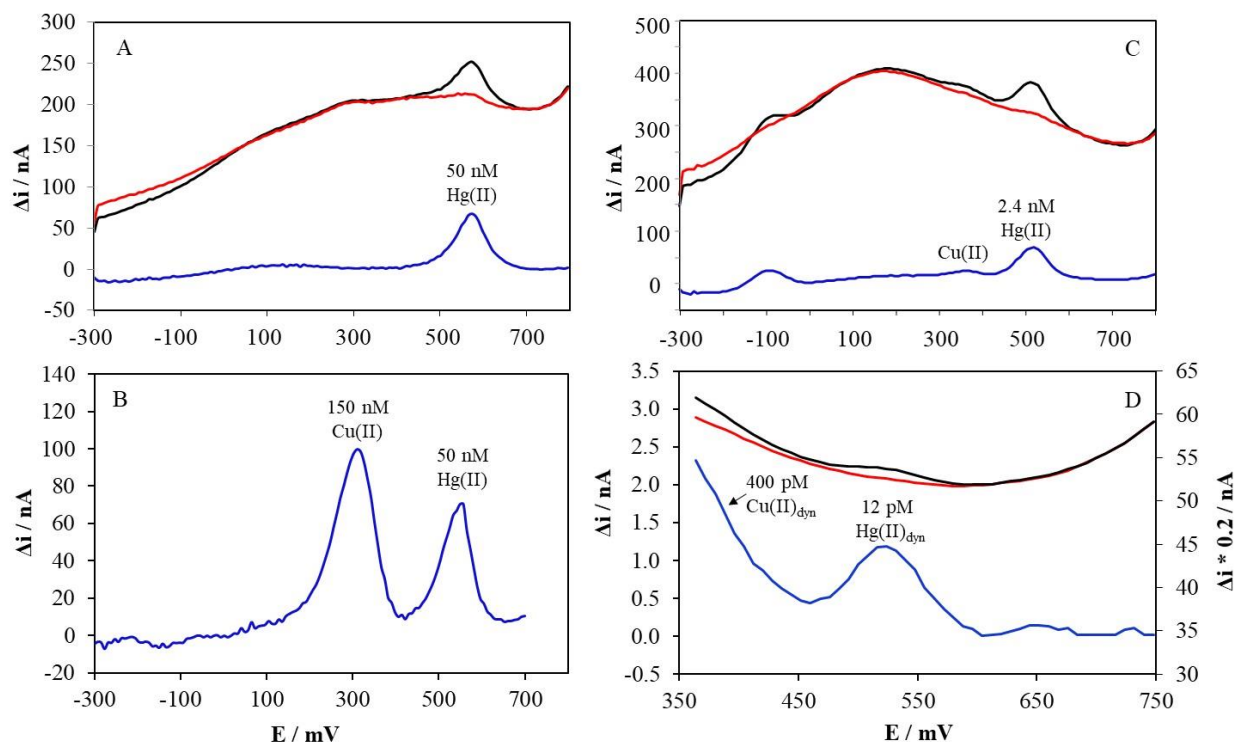 A
Δi / nA
300
250
200
150
100
50
0
-50
50 nM
Hg(II)
-300
-100
100
300
500
700
C
Δi / nA
500
400
300
200
100
0
2.4 nM
Hg(II)
Cu(II)
-300
-100
100
300
500
700
B
Δi / nA
140
120
100
80
60
40
20
0
-20
150 nM
Cu(II)
50 nM
Hg(II)
-300
-100
100
300
500
700
E / mV
D
Δi / nA
3.5
3.0
2.5
2.0
1.5
1.0
0.5
0.0
-0.5
400 pM
Cu(II)dyn
12 pM
Hg(II)dyn
65
60
55
50
45
40
35
30
Δi * 0.2 / nA
350
450
550
650
750
E / mV